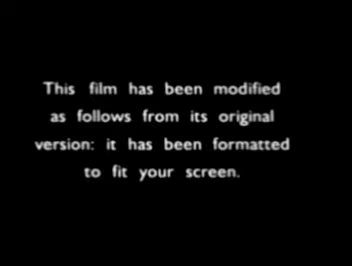 This film has been modified
as follows from its original
version: it has been formatted
to fit your screen.